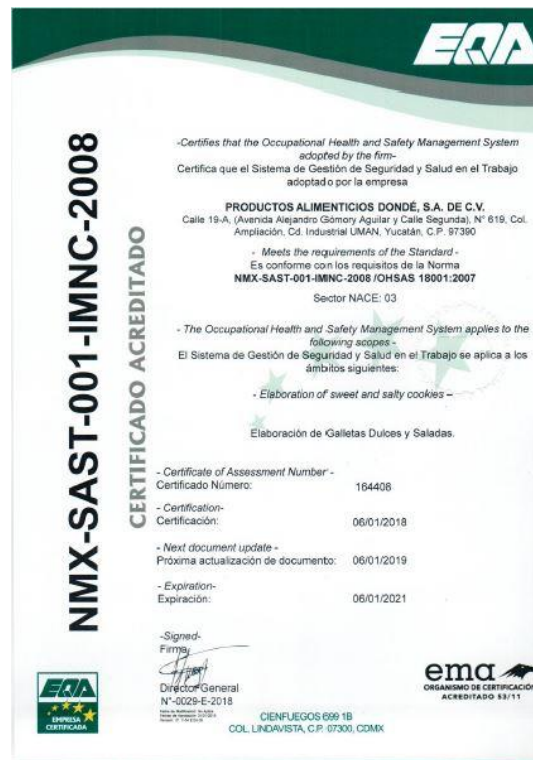 EQA
NMX-SAST-001-IMNC-2008
CERTIFICADO ACREDITADO
-Certifies that the Occupational Health and Safety Management System
adopted by the firm-
Certifica que el Sistema de Gestión de Seguridad y Salud en el Trabajo
adoptado por la empresa
PRODUCTOS ALIMENTICIOS DONDÉ, S.A. DE C.V.
Calle 19-A, (Avenida Alejandro Gómory Aguilar y Calle Segunda), N° 619, Col.
Ampliación, Cd. Industrial UMAN, Yucatán, C.P. 97390
- Meets the requirements of the Standard -
Es conforme con los requisitos de la Norma
NMX-SAST-001-IMNC-2008 /OHSAS 18001:2007
Sector NACE: 03
- The Occupational Health and Safety Management System applies to the
following scopes -
El Sistema de Gestión de Seguridad y Salud en el Trabajo se aplica a los
ámbitos siguientes:
- Elaboration of sweet and salty cookies –
Elaboración de Galletas Dulces y Saladas.
- Certificate of Assessment Number -
Certificado Número: 164408
- Certification-
Certificación: 06/01/2018
- Next document update -
Próxima actualización de documento: 06/01/2019
- Expiration-
Expiración: 06/01/2021
-Signed-
Firma:
Director General
N°-0029-E-2018
EQA
EMPRESA
CERTIFICADA
CIENFUEGOS 699 1B
COL. LINDAVISTA, C.P. 07300, CDMX
ema
ORGANISMO DE CERTIFICACIÓN
ACREDITADO 53/11